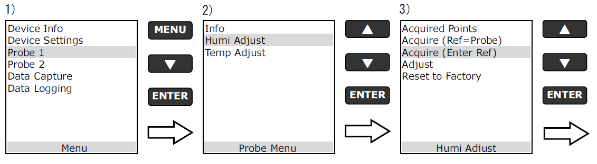 1)
Device Info
Device Settings
Probe 1
Probe 2
Data Capture
Data Logging
Menu
MENU
ENTER
2)
Info
Humi Adjust
Temp Adjust
Probe Menu
ENTER
3)
Acquired Points
Acquire (Ref=Probe)
Acquire (Enter Ref)
Adjust
Reset to Factory
Humi Adjust
ENTER